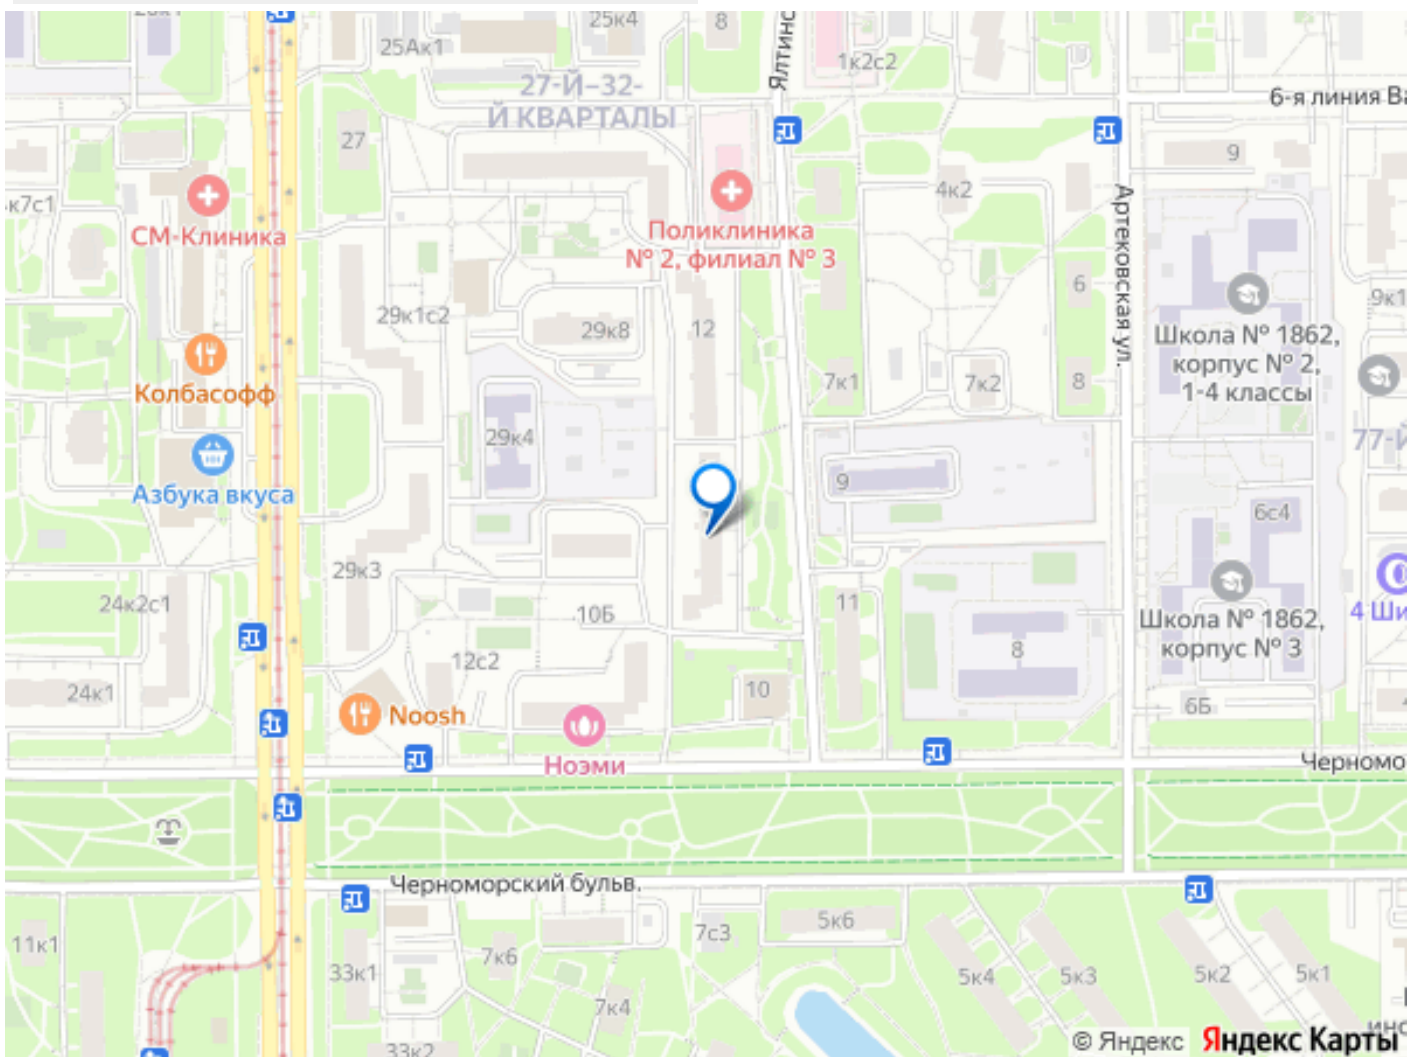 25к4
8
25Ак1
Ялтинс
1к2с2
27-Й–32-
Й КВАРТАЛЫ
6-я линия Ва
27
9
4к2
к7с1
СМ-Клиника
Поликлиника
№ 2, филиал № 3
Артековская ул.
6
9к1
29к1с2
29к8
12
Школа № 1862,
корпус № 2,
1-4 классы
Колбасофф
7к1
7к2
8
29к4
77-Й
Азбука вкуса
9
6с4
29к3
24к2с1
10Б
11
4 Ши
Школа № 1862,
корпус № 3
12с2
8
24к1
10
6Б
Noosh
Ноэми
Черномо
Черноморский бульв.
11к1
7с3
5к6
33к1
7к6
5к4
5к3
5к2
5к1
7к4
33к2
инс
© Яндекс Яндекс Карты